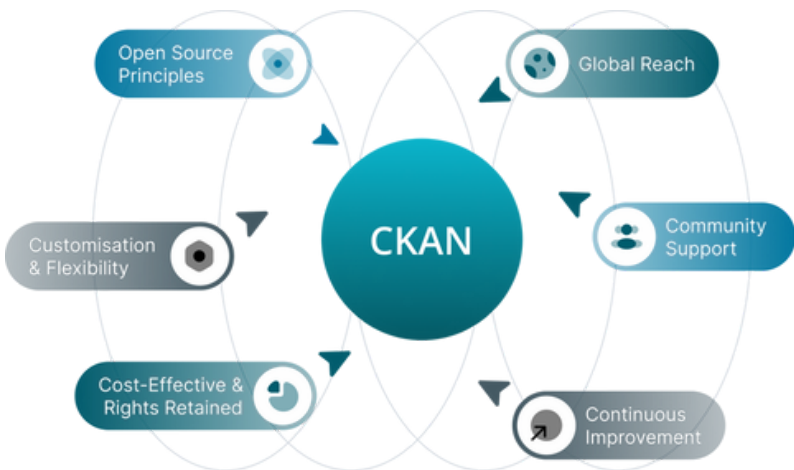 Open Source
Principles
Global Reach
CKAN
Customisation
& Flexibility
Community
Support
Cost-Effective &
Rights Retained
Continuous
Improvement